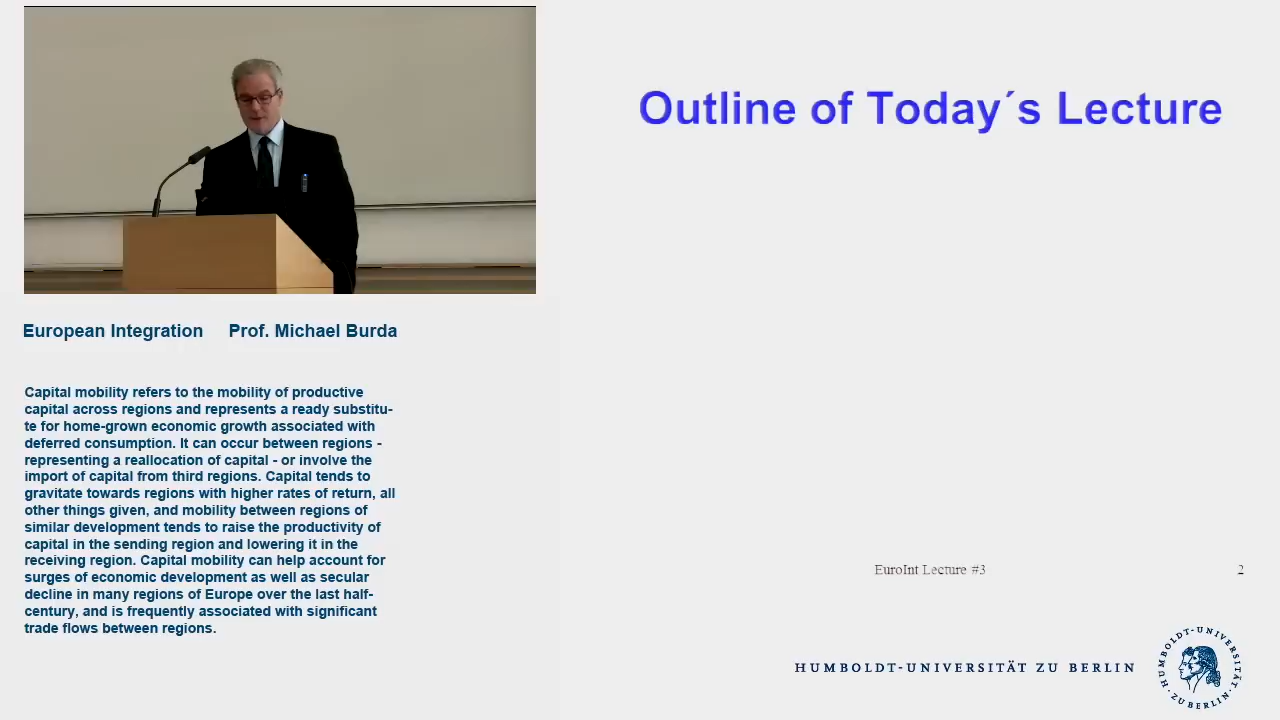 Outline of Today´s Lecture
European Integration Prof. Michael Burda
Capital mobility refers to the mobility of productive
capital across regions and represents a ready substitu-
te for home-grown economic growth associated with
deferred consumption. It can occur between regions -
representing a reallocation of capital - or involve the
import of capital from third regions. Capital tends to
gravitate towards regions with higher rates of return, all
other things given, and mobility between regions of
similar development tends to raise the productivity of
capital in the sending region and lowering it in the
receiving region. Capital mobility can help account for
surges of economic development as well as secular
decline in many regions of Europe over the last half-
century, and is frequently associated with significant
trade flows between regions.
EuroInt Lecture #3
2
HUMBOLDT-UNIVERSITÄT ZU BERLIN
HUMBOLDT-UNIVERSITÄT
ZU BERLIN